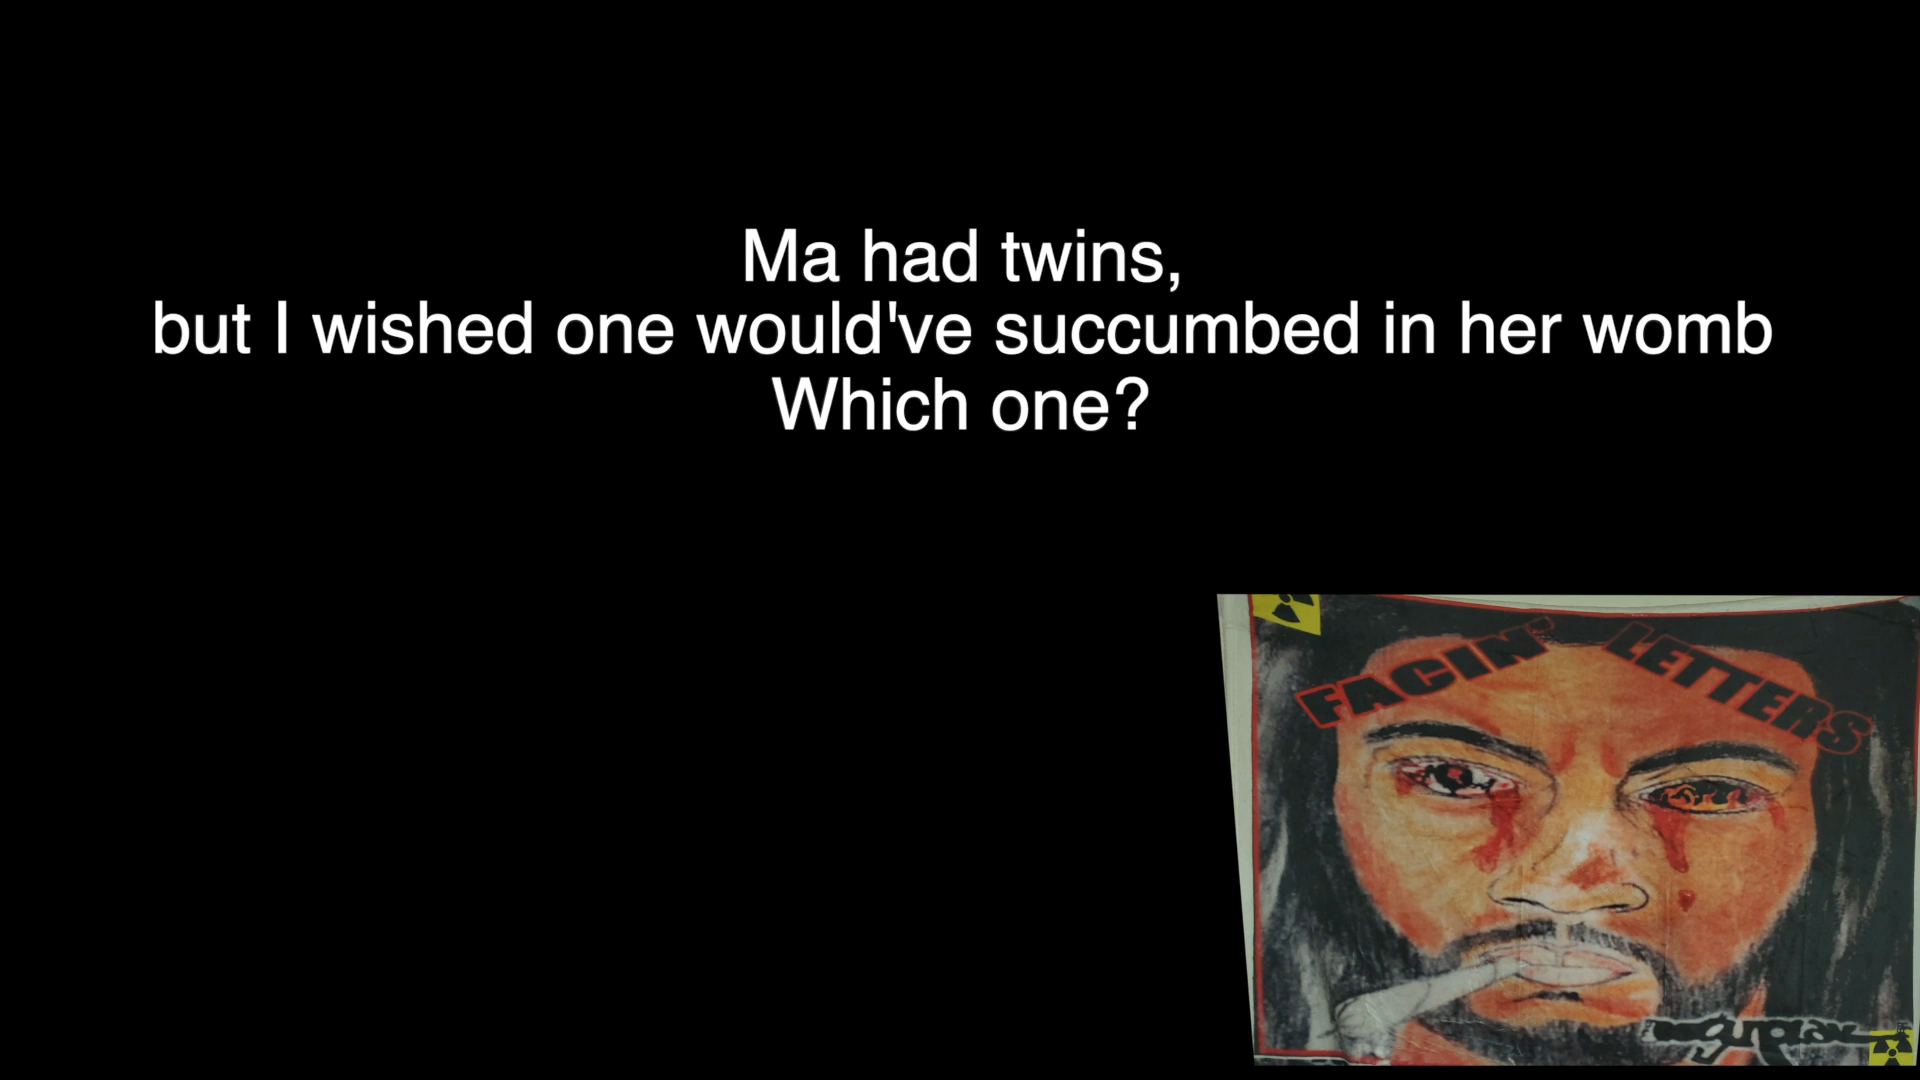 Ma had twins,
but I wished one would've succumbed in her womb
Which one?
FACIN' LETTERS